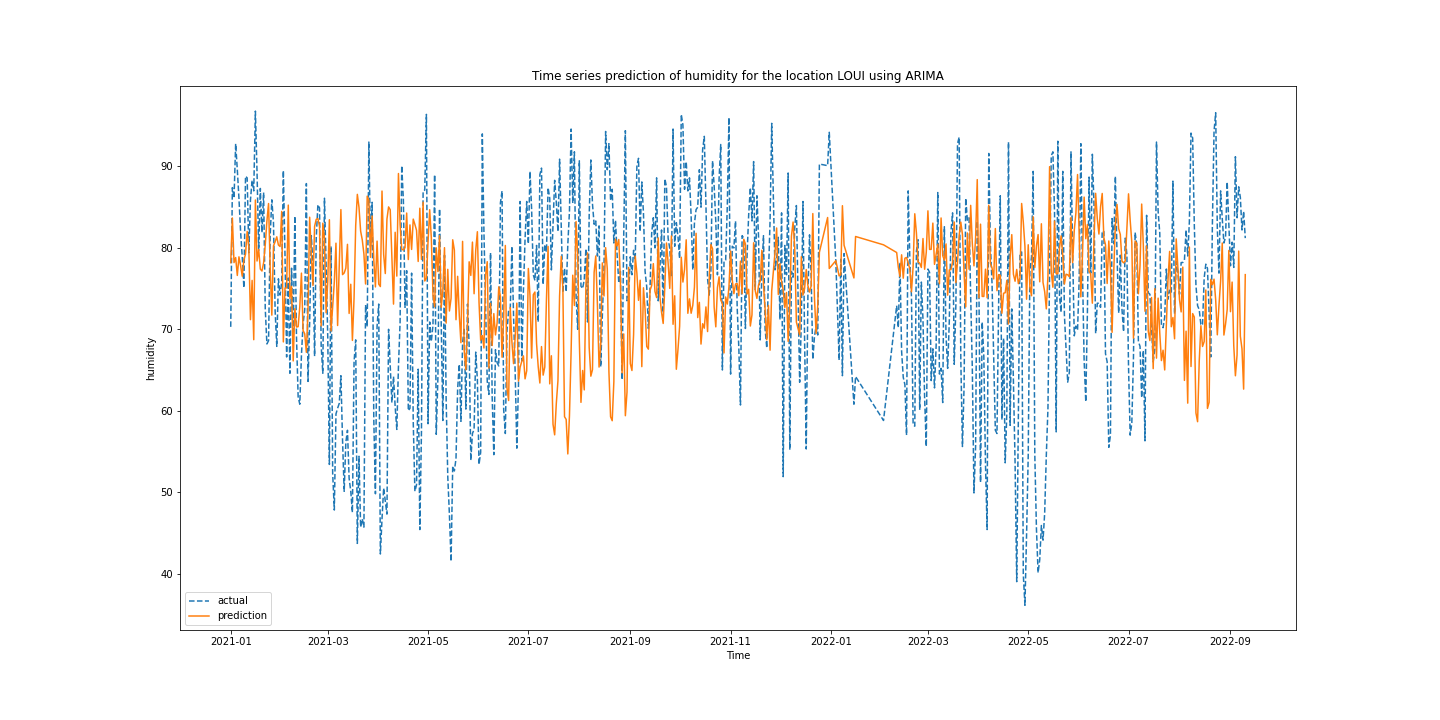 Time series prediction of humidity for the location LOUI using ARIMA
humidity
90
80
70
60
50
40
actual
prediction
2021-01 2021-03 2021-05 2021-07 2021-09 2021-11 2022-01 2022-03 2022-05 2022-07 2022-09
Time